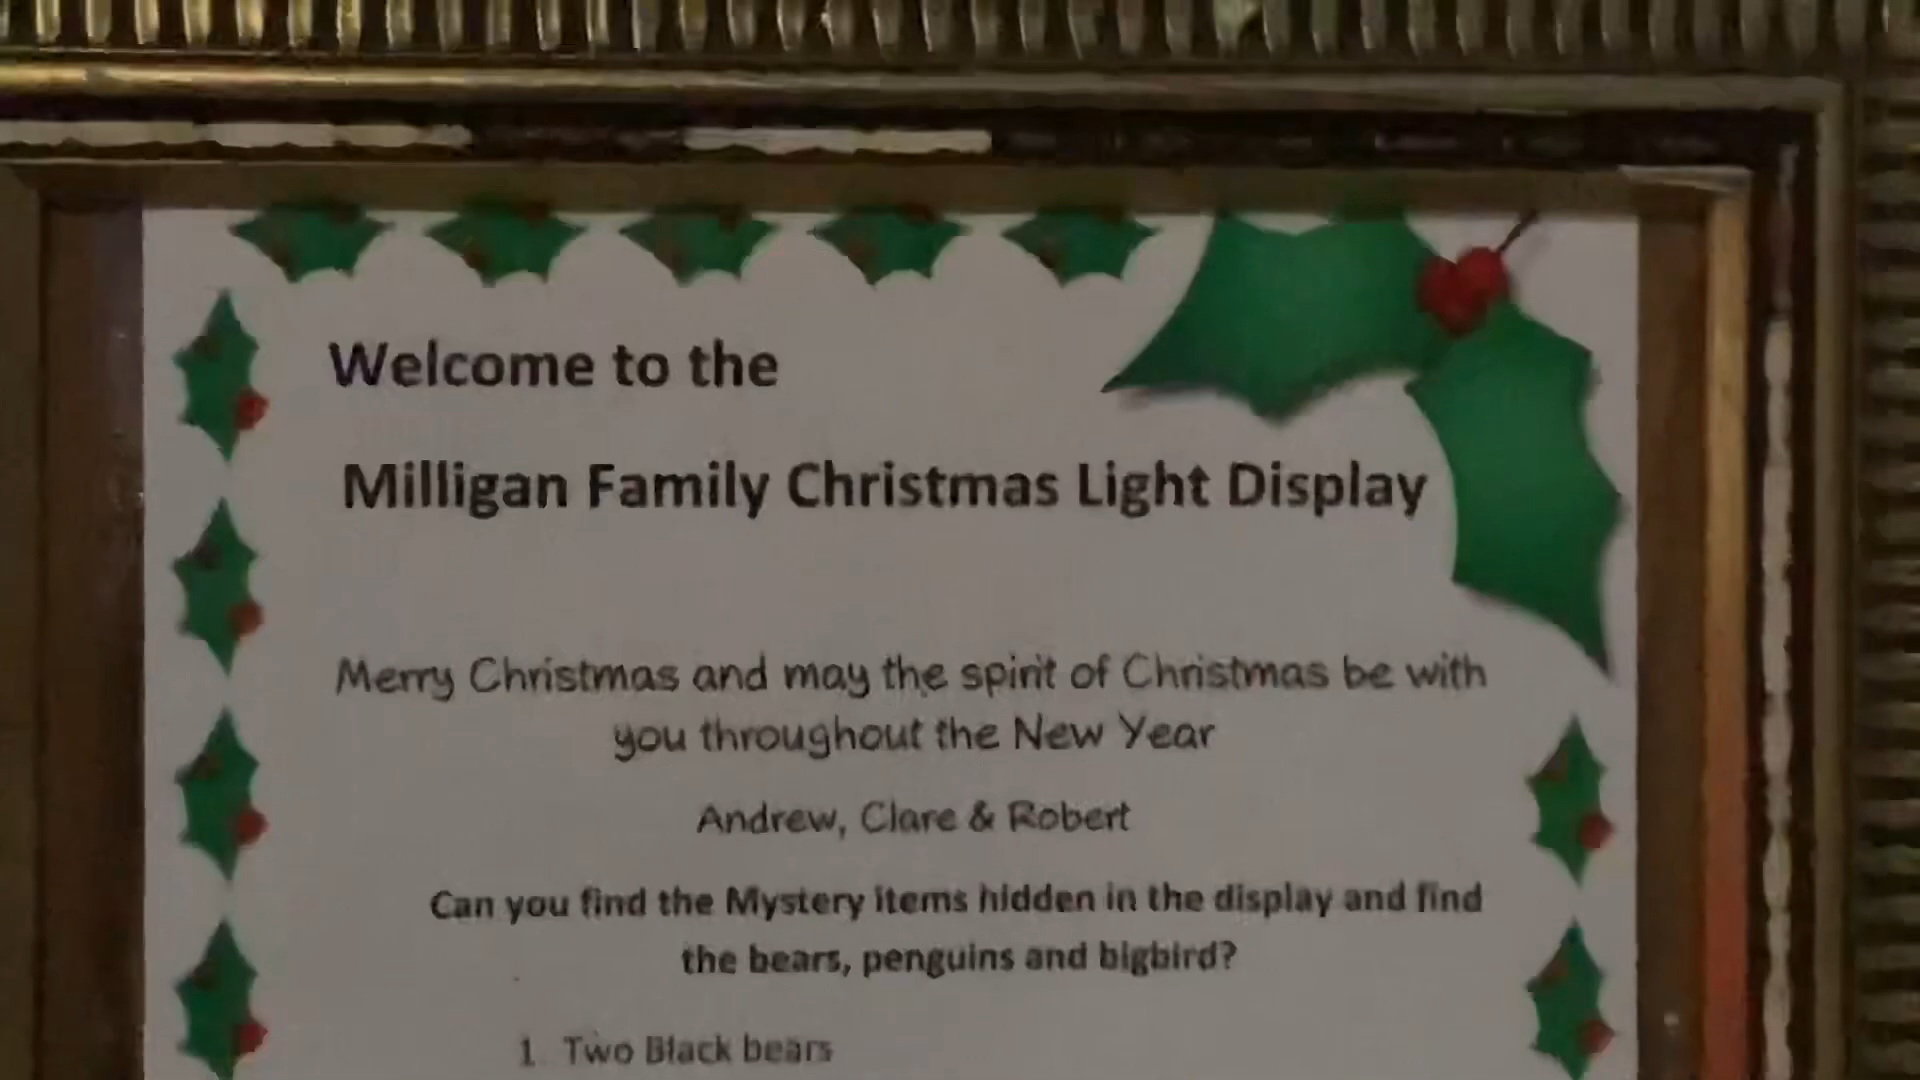 Welcome to the
Milligan Family Christmas Light Display
Merry Christmas and may the spirit of Christmas be with
you throughout the New Year
Andrew, Clare & Robert
Can you find the Mystery items hidden in the display and find
the bears, penguins and bigbird?
1. Two Black bears